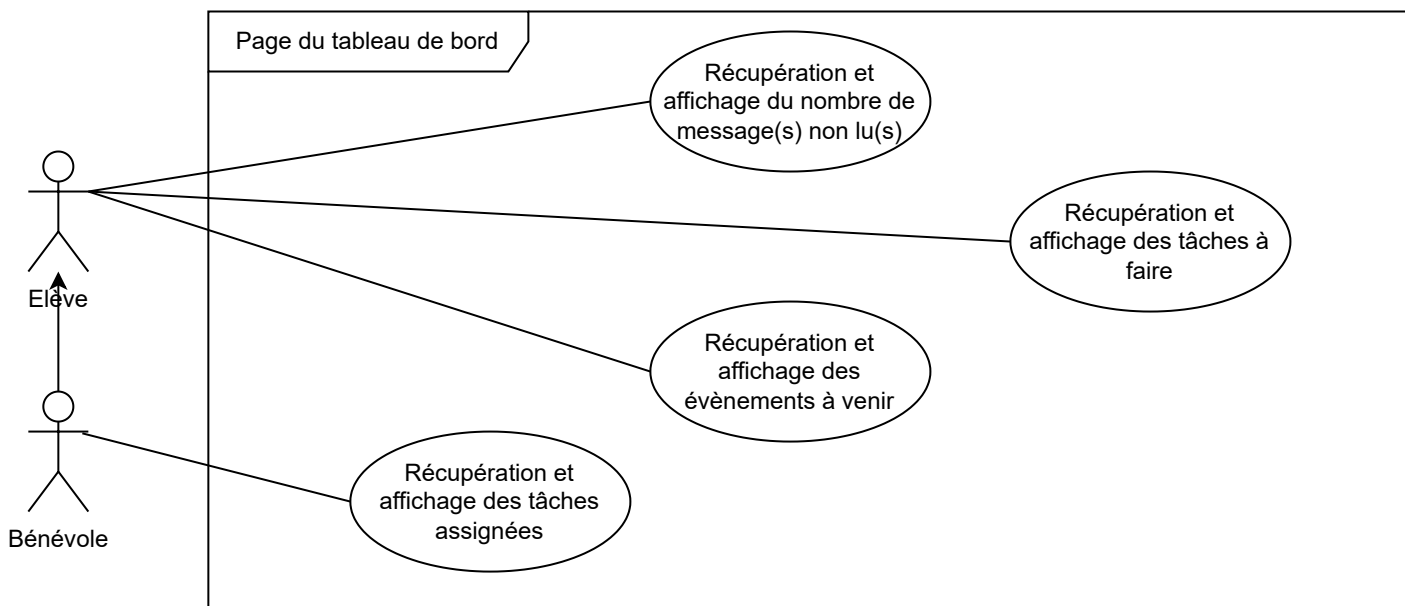 Page du tableau de bord
Récupération et
affichage du nombre de
message(s) non lu(s)
Récupération et
affichage des tâches à
faire
Elève
Récupération et
affichage des
évènements à venir
Récupération et
affichage des tâches
assignées
Bénévole